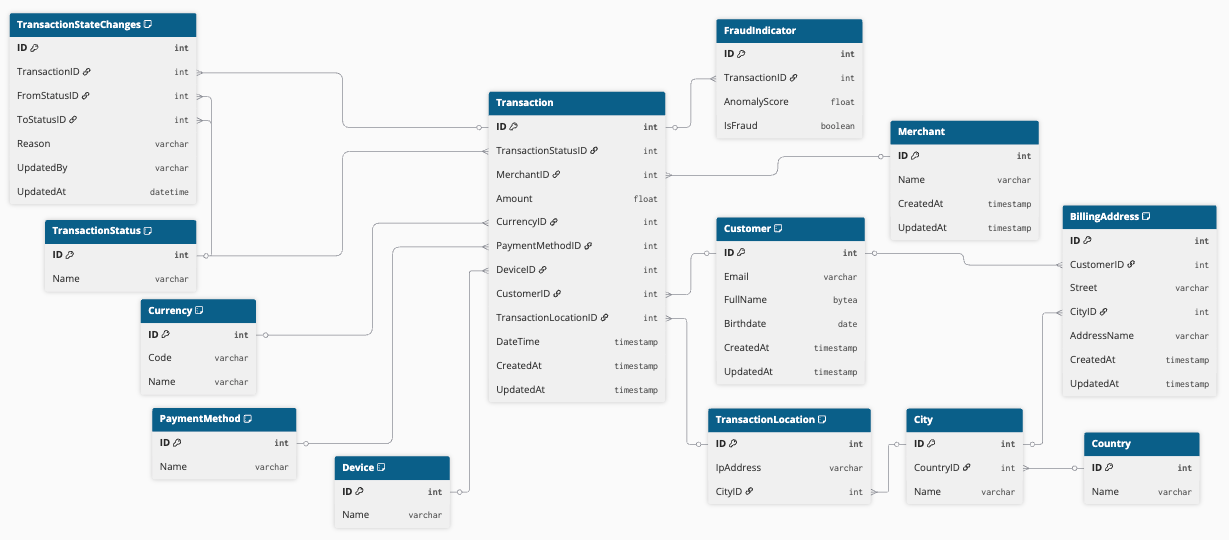 TransactionStateChanges
ID int
TransactionID int
FromStatusID int
ToStatusID int
Reason varchar
UpdatedBy varchar
UpdatedAt datetime
TransactionStatus
ID int
Name varchar
Currency
ID int
Code varchar
Name varchar
PaymentMethod
ID int
Name varchar
Device
ID int
Name varchar
Transaction
ID int
TransactionStatusID int
MerchantID int
Amount float
CurrencyID int
PaymentMethodID int
DeviceID int
CustomerID int
TransactionLocationID int
DateTime timestamp
CreatedAt timestamp
UpdatedAt timestamp
FraudIndicator
ID int
TransactionID int
AnomalyScore float
IsFraud boolean
Merchant
ID int
Name varchar
CreatedAt timestamp
UpdatedAt timestamp
Customer
ID int
Email varchar
FullName bytea
Birthdate date
CreatedAt timestamp
UpdatedAt timestamp
BillingAddress
ID int
CustomerID int
Street varchar
CityID int
AddressName varchar
CreatedAt timestamp
UpdatedAt timestamp
TransactionLocation
ID int
IpAddress varchar
CityID int
City
ID int
CountryID int
Name varchar
Country
ID int
Name varchar